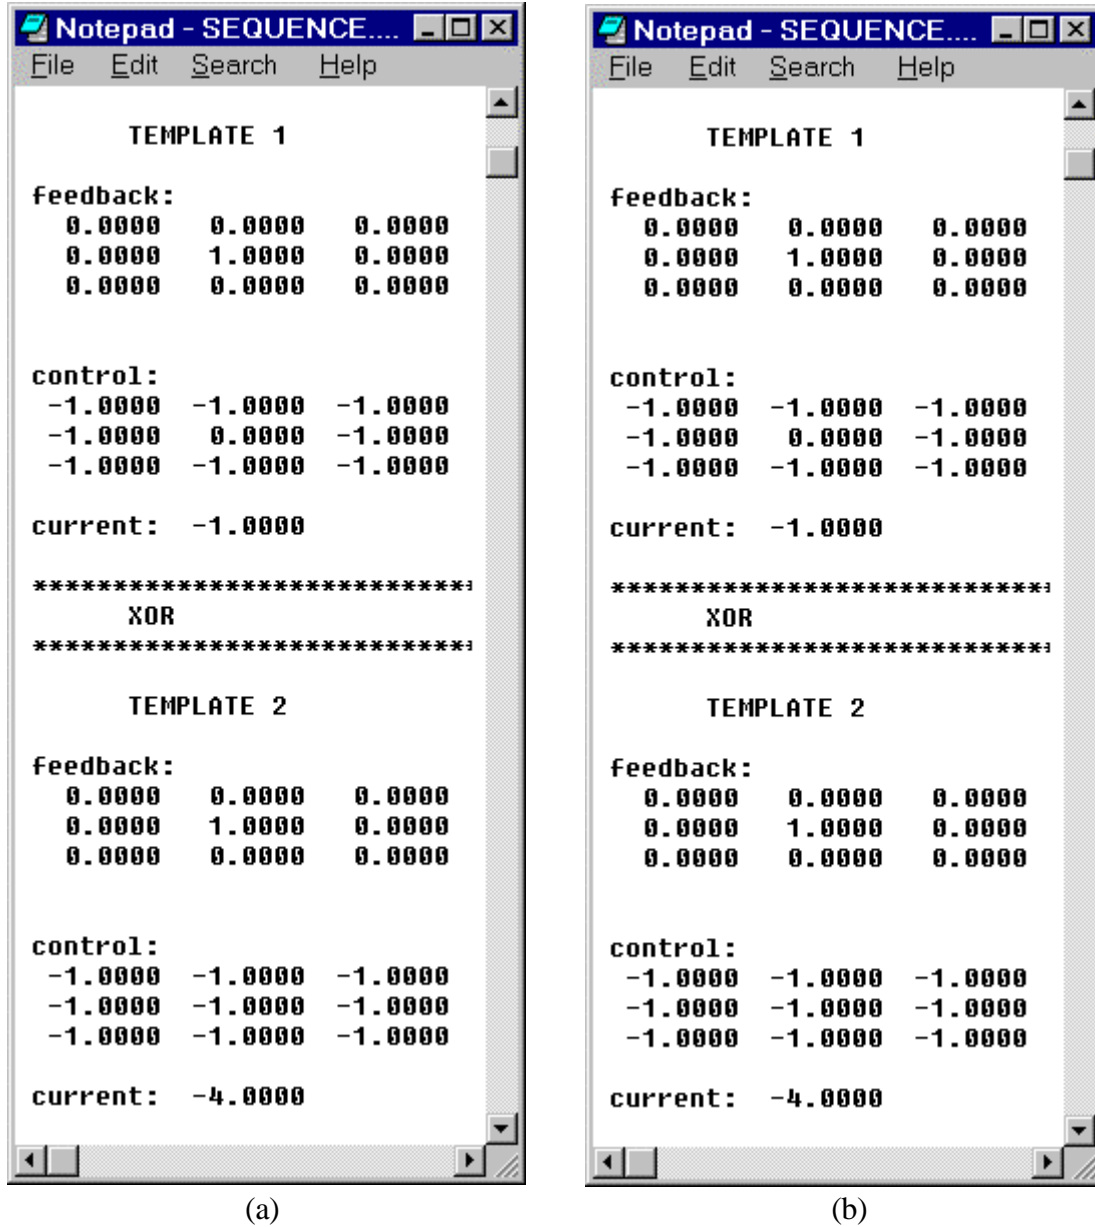 Notepad - SEQUENCE....
File Edit Search Help
TEMPLATE 1
feedback:
0.0000 0.0000 0.0000
0.0000 1.0000 0.0000
0.0000 0.0000 0.0000
control:
-1.0000 -1.0000 -1.0000
-1.0000 0.0000 -1.0000
-1.0000 -1.0000 -1.0000
current: -1.0000
****************************
XOR
****************************
TEMPLATE 2
feedback:
0.0000 0.0000 0.0000
0.0000 1.0000 0.0000
0.0000 0.0000 0.0000
control:
-1.0000 -1.0000 -1.0000
-1.0000 -1.0000 -1.0000
-1.0000 -1.0000 -1.0000
current: -4.0000
(a)
Notepad - SEQUENCE....
File Edit Search Help
TEMPLATE 1
feedback:
0.0000 0.0000 0.0000
0.0000 1.0000 0.0000
0.0000 0.0000 0.0000
control:
-1.0000 -1.0000 -1.0000
-1.0000 0.0000 -1.0000
-1.0000 -1.0000 -1.0000
current: -1.0000
****************************
XOR
****************************
TEMPLATE 2
feedback:
0.0000 0.0000 0.0000
0.0000 1.0000 0.0000
0.0000 0.0000 0.0000
control:
-1.0000 -1.0000 -1.0000
-1.0000 -1.0000 -1.0000
-1.0000 -1.0000 -1.0000
current: -4.0000
(b)